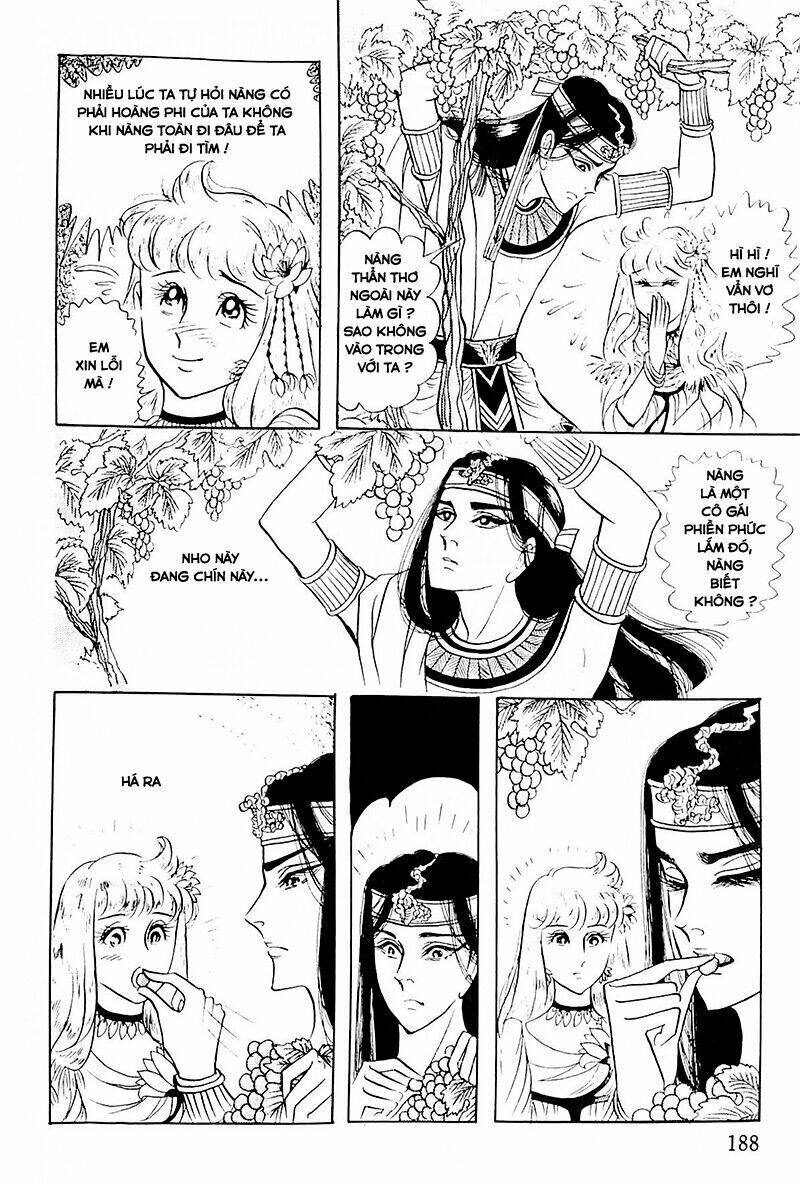 NÀNG
THẪN THƠ
NGOÀI NÀY
LÀM GÌ ?
SAO KHÔNG
VÀO TRONG
VỚI TA ?
HÌ HÌ !
EM NGHĨ
VẨN VƠ
THÔI !
NHIỀU LÚC TA TỰ HỎI NÀNG CÓ
PHẢI HOÀNG PHI CỦA TA KHÔNG
KHI NÀNG TOÀN ĐI ĐÂU ĐỂ TA
PHẢI ĐI TÌM !
EM
XIN LỖI
MÀ !
NÀNG
LÀ MỘT
CÔ GÁI
PHIỀN PHỨC
LẮM ĐÓ,
NÀNG
BIẾT
KHÔNG ?
NHO NÀY
ĐANG CHÍN NÀY...
HÁ RA
188